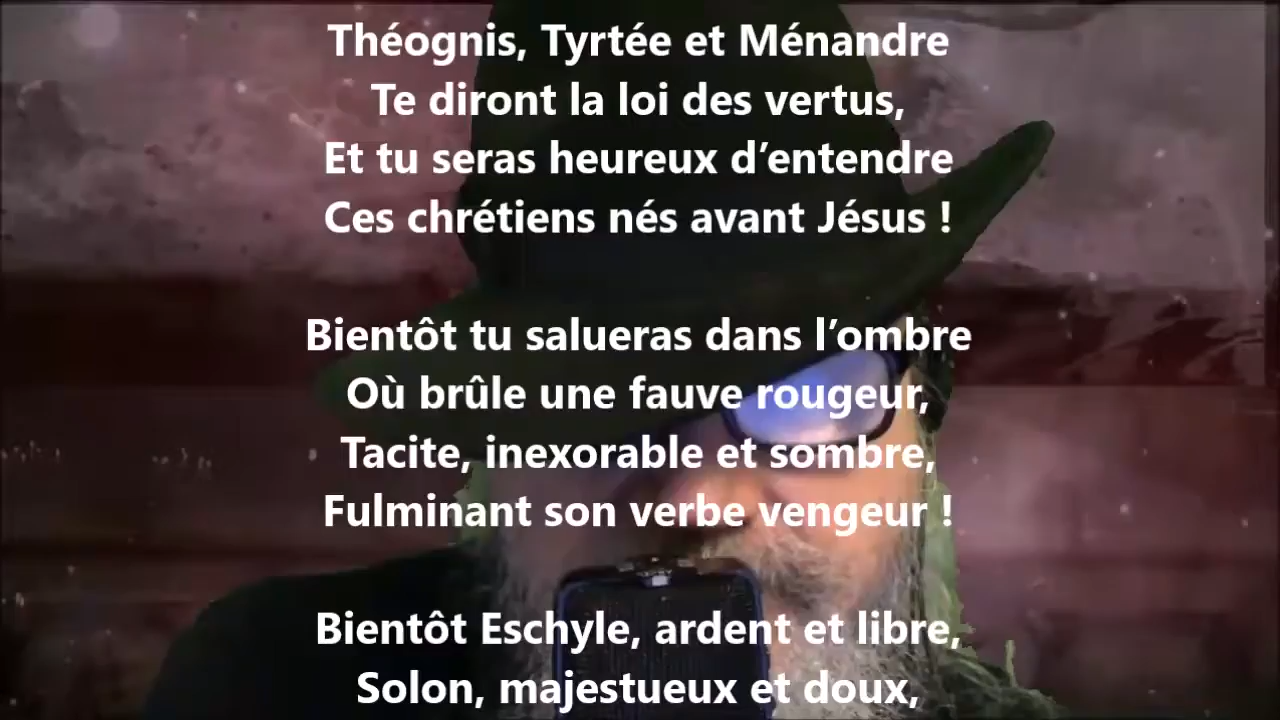 Théognis, Tyrtée et Ménandre
Te diront la loi des vertus,
Et tu seras heureux d’entendre
Ces chrétiens nés avant Jésus !
Bientôt tu salueras dans l’ombre
Où brûle une fauve rougeur,
Tacite, inexorable et sombre,
Fulminant son verbe vengeur !
Bientôt Eschyle, ardent et libre,
Solon, majestueux et doux,